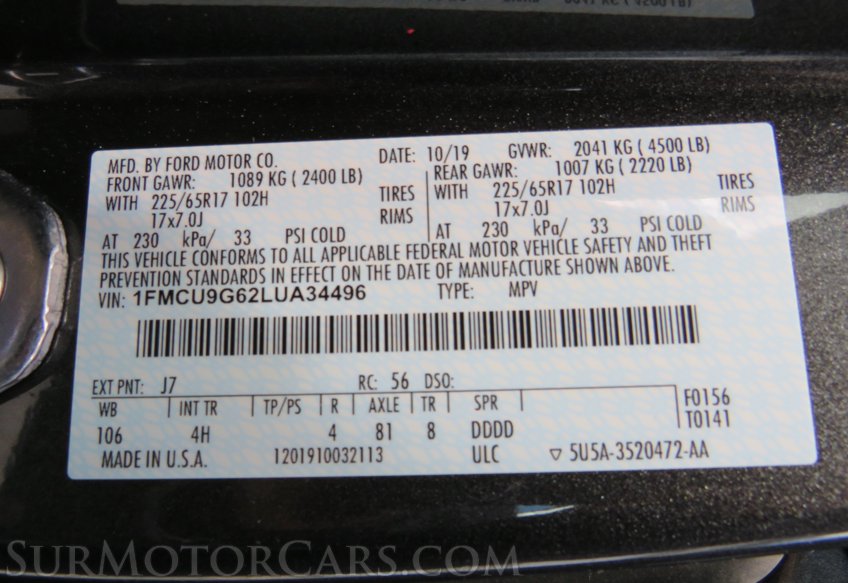 MFD. BY FORD MOTOR CO. DATE: 10/19 GVWR: 2041 KG ( 4500 LB)
FRONT GAWR: 1089 KG ( 2400 LB) REAR GAWR: 1007 KG ( 2220 LB)
WITH 225/65R17 102H TIRES WITH 225/65R17 102H TIRES
17x7.0J RIMS 17x7.0J RIMS
AT 230 kPa/ 33 PSI COLD AT 230 kPa/ 33 PSI COLD
THIS VEHICLE CONFORMS TO ALL APPLICABLE FEDERAL MOTOR VEHICLE SAFETY AND THEFT
PREVENTION STANDARDS IN EFFECT ON THE DATE OF MANUFACTURE SHOWN ABOVE.
VIN: 1FMCU9G62LUA34496 TYPE: MPV
EXT PNT: J7 RC: 56 DSO:
WB INT TR TP/PS R AXLE TR SPR F0156
T0141
106 4H 4 81 8 DDDD
MADE IN U.S.A. 1201910032113 ULC ▽ 5U5A-3520472-AA
SURMOTORCARS.COM